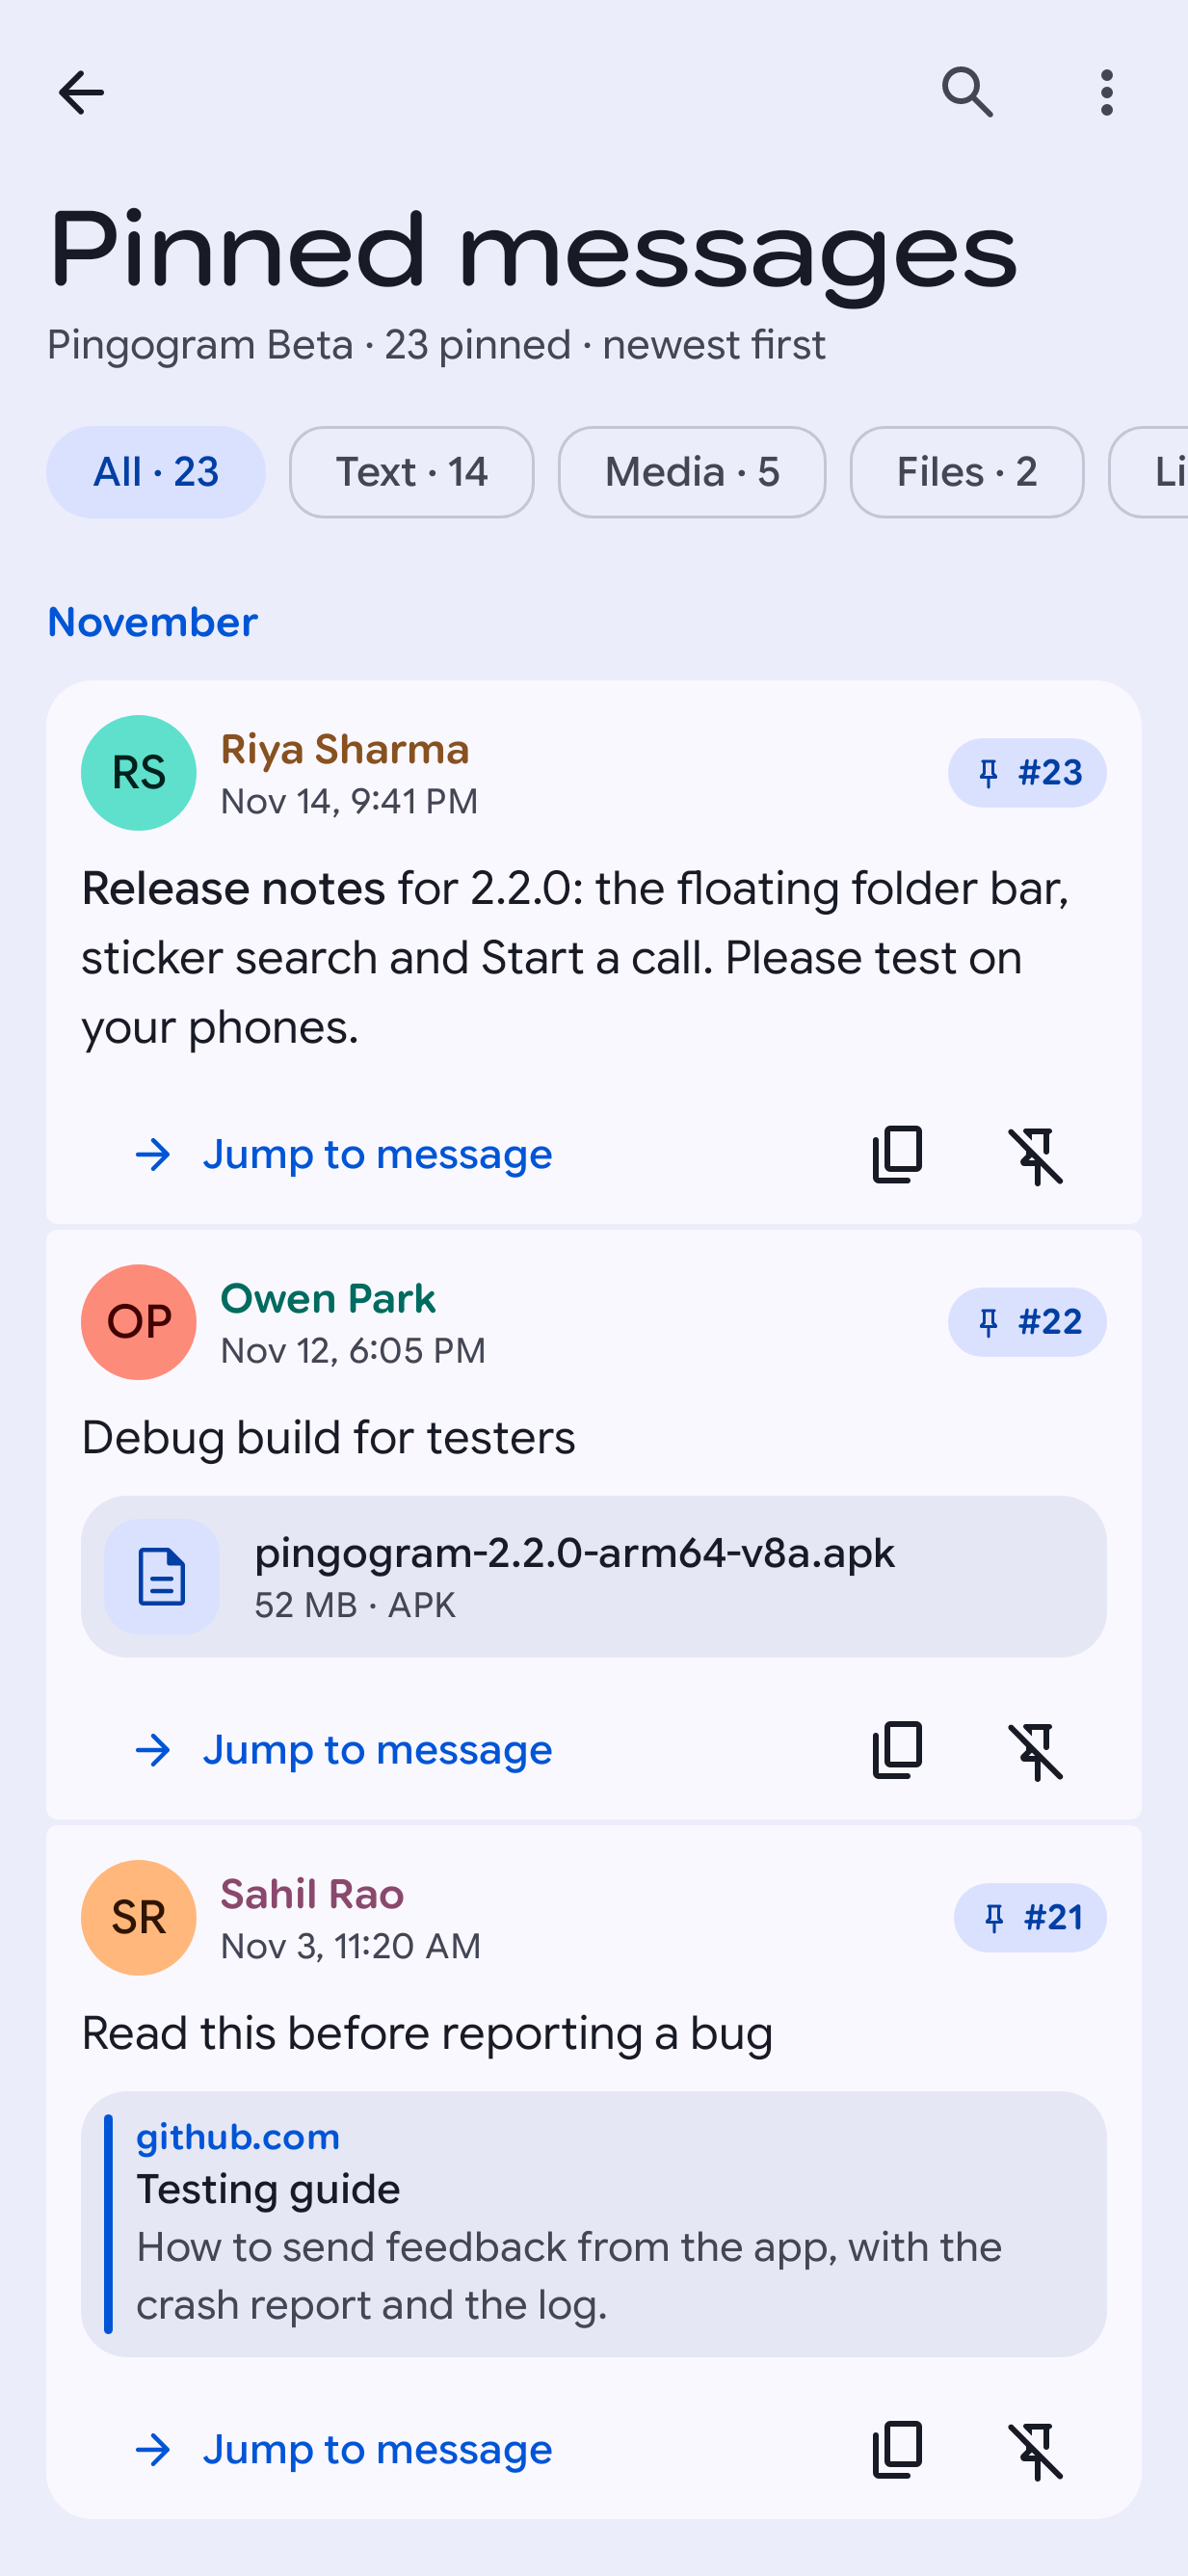 Pinned messages
Pingogram Beta · 23 pinned · newest first
All · 23
Text · 14
Media · 5
Files · 2
Li
November
RS
Riya Sharma
Nov 14, 9:41 PM
#23
Release notes for 2.2.0: the floating folder bar,
sticker search and Start a call. Please test on
your phones.
Jump to message
OP
Owen Park
Nov 12, 6:05 PM
#22
Debug build for testers
pingogram-2.2.0-arm64-v8a.apk
52 MB · APK
Jump to message
SR
Sahil Rao
Nov 3, 11:20 AM
#21
Read this before reporting a bug
github.com
Testing guide
How to send feedback from the app, with the
crash report and the log.
Jump to message